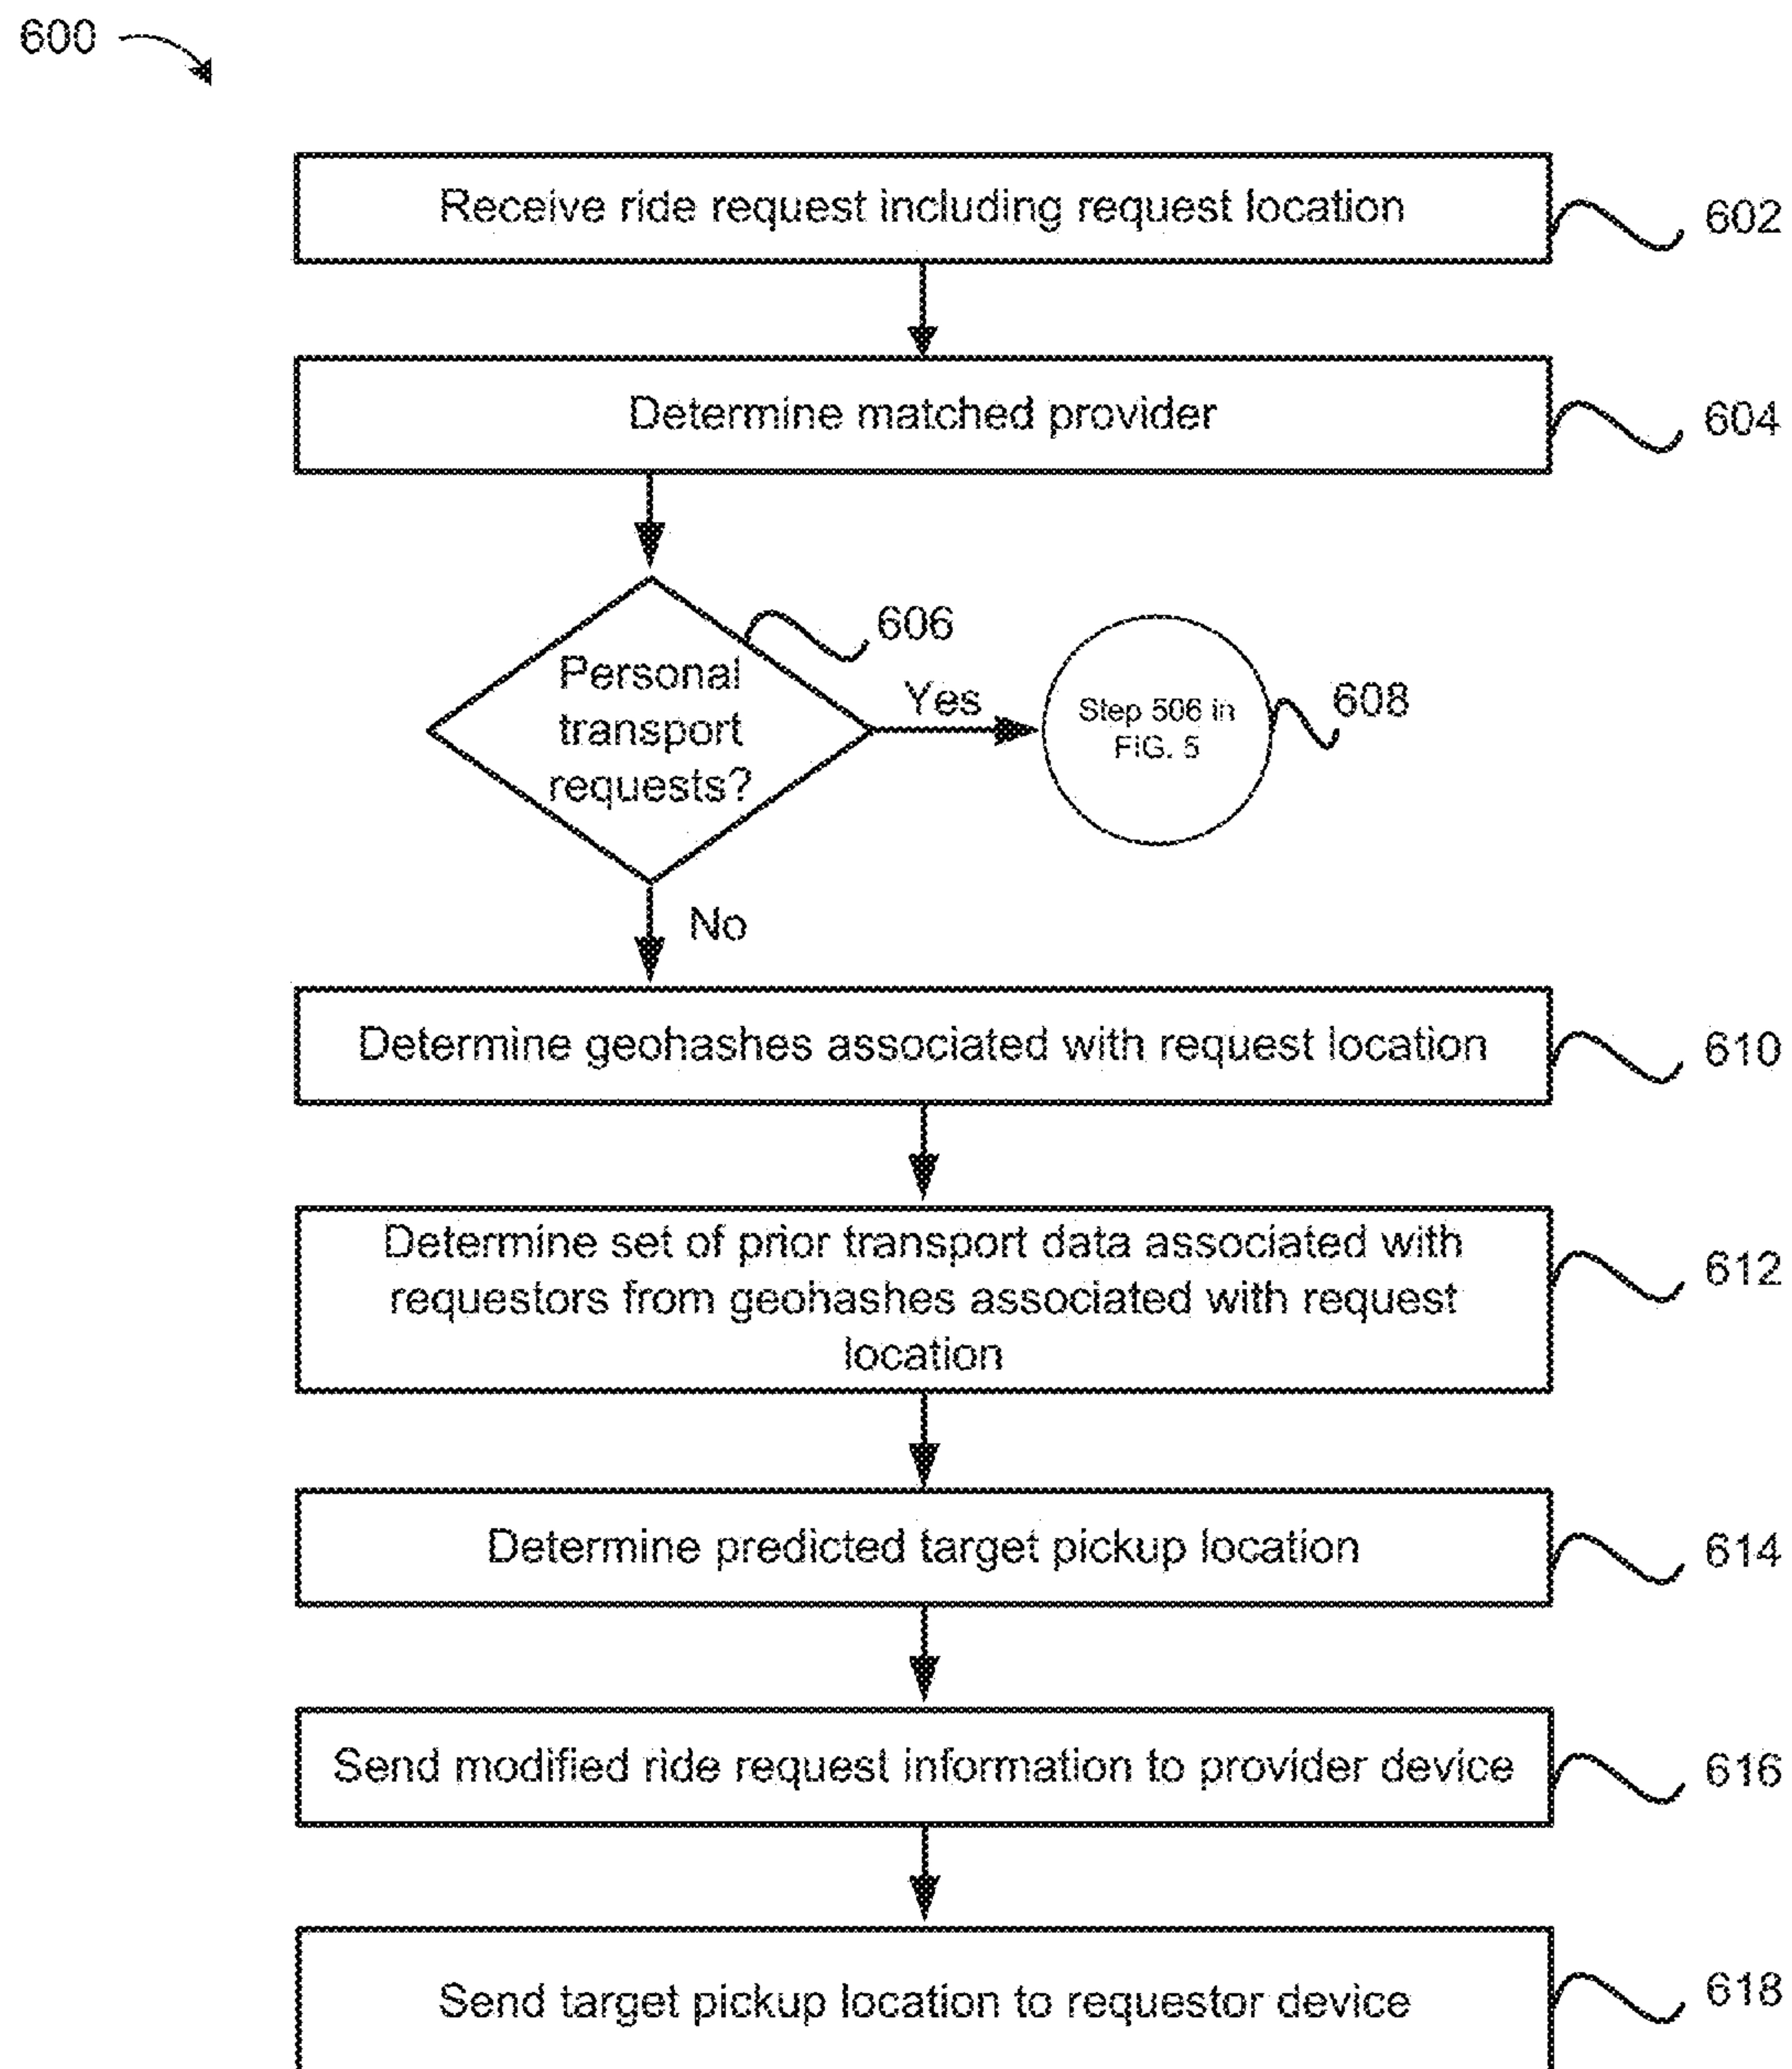 600
Receive ride request including request location
602
Determine matched provider
604
606
Personal
transport
requests?
Yes
Step 506 in
FIG. 5
608
No
Determine geohashes associated with request location
610
Determine set of prior transport data associated with
requestors from geohashes associated with request
location
612
Determine predicted target pickup location
614
Send modified ride request information to provider device
616
Send target pickup location to requestor device
618